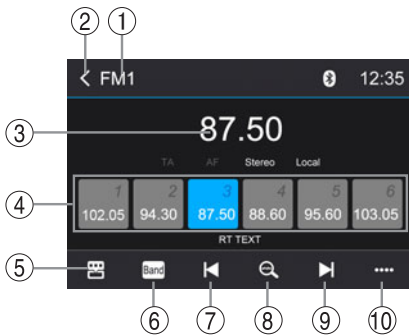 ② ①
< FM1 12:35
③ 87.50
TA AF Stereo Local
④ 1 2 3 4 5 6
102.05 94.30 87.50 88.60 95.60 103.05
RT TEXT
⑤ Band
⑥ ⑦ ⑧ ⑨ ⑩